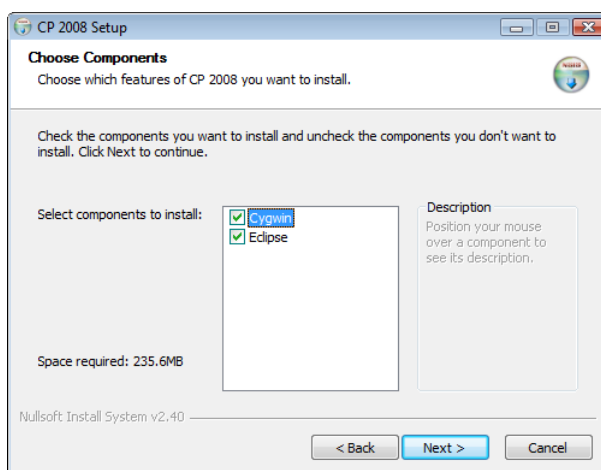 CP 2008 Setup
Choose Components
Choose which features of CP 2008 you want to install.
Check the components you want to install and uncheck the components you don't want to
install. Click Next to continue.
Select components to install:
Cygwin
Eclipse
Description
Position your mouse
over a component to
see its description.
Space required: 235.6MB
Nullsoft Install System v2.40
< Back
Next >
Cancel